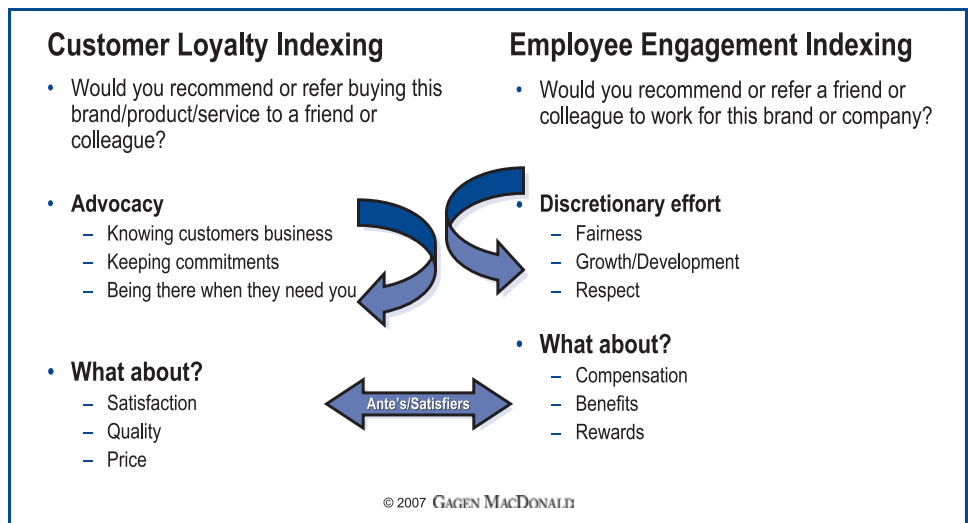 Customer Loyalty Indexing
• Would you recommend or refer buying this
brand/product/service to a friend or
colleague?
• Advocacy
– Knowing customers business
– Keeping commitments
– Being there when they need you
• What about?
– Satisfaction
– Quality
– Price
Employee Engagement Indexing
• Would you recommend or refer a friend or
colleague to work for this brand or company?
• Discretionary effort
– Fairness
– Growth/Development
– Respect
• What about?
– Compensation
– Benefits
– Rewards
Ante's/Satisfiers
© 2007 GAGEN MACDONALD